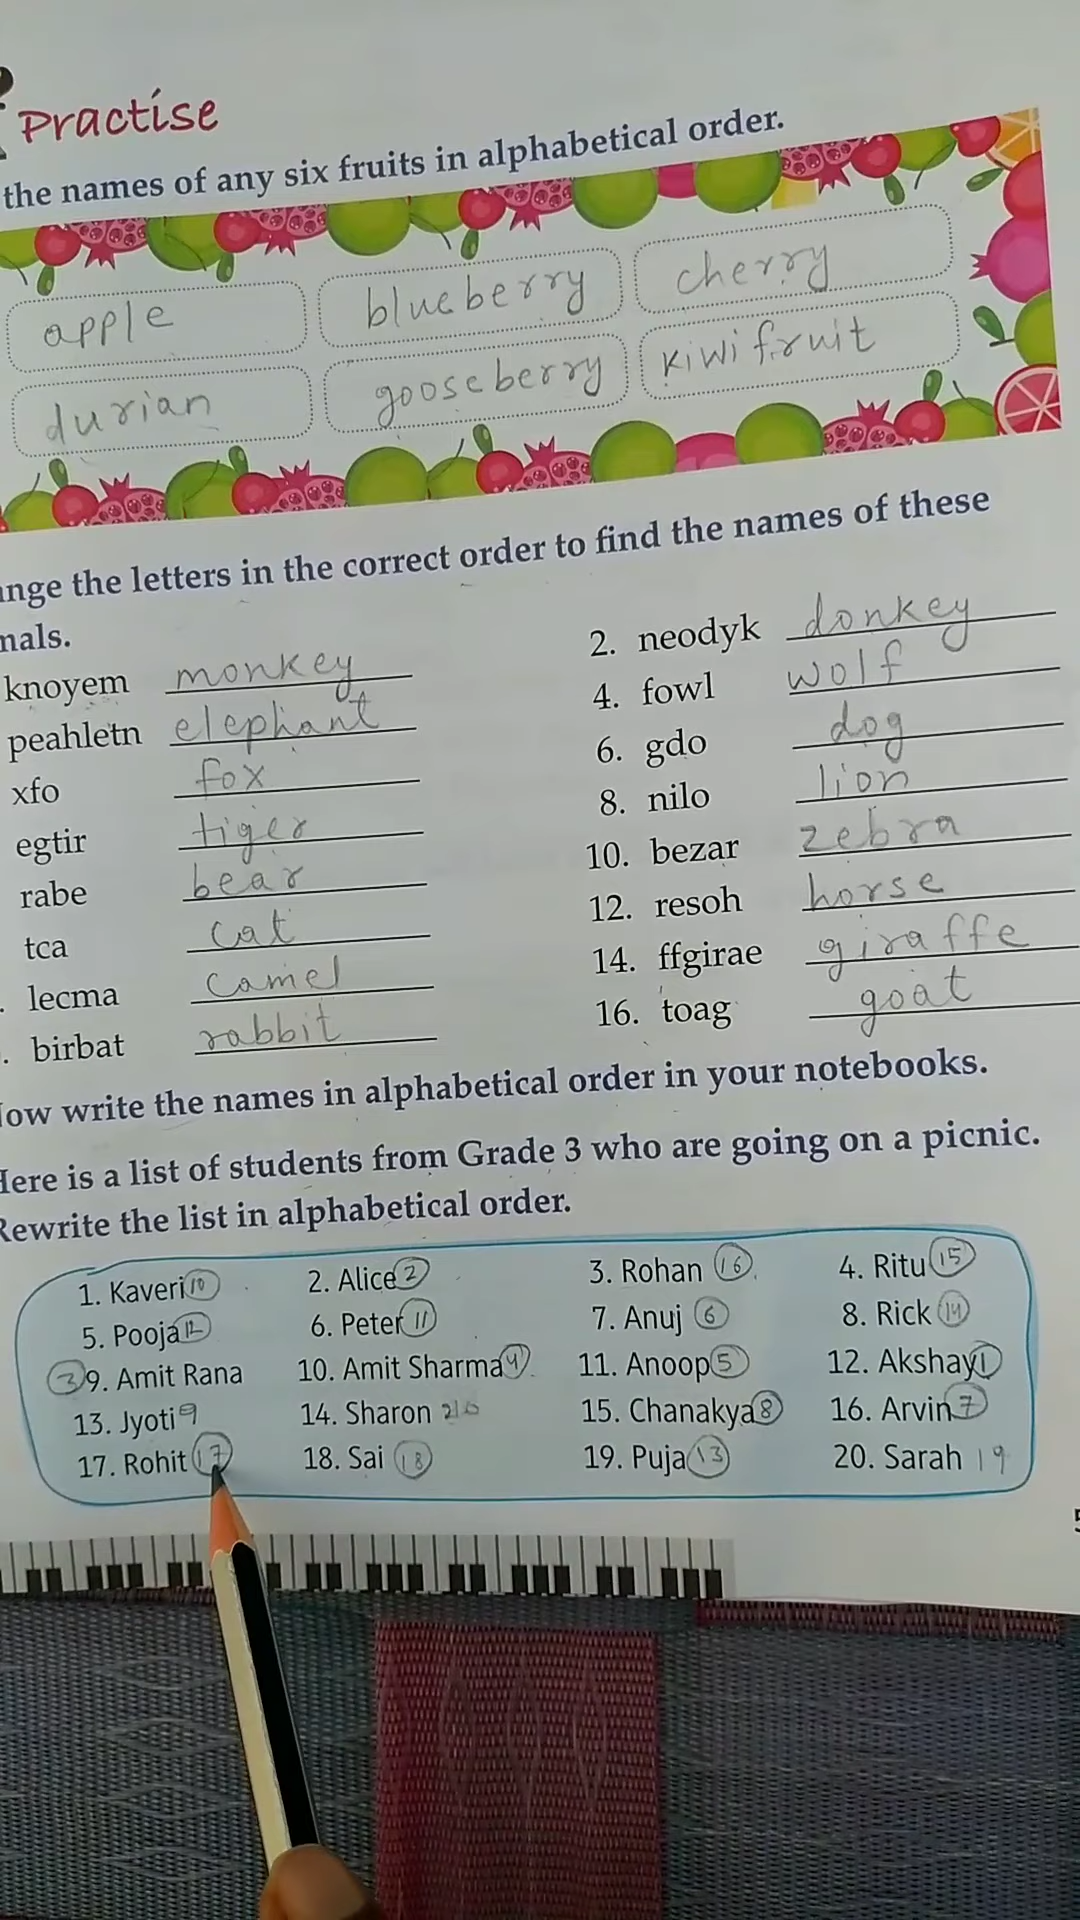 Practise
the names of any six fruits in alphabetical order.
apple blueberry cherry
durian gooseberry kiwifruit
ange the letters in the correct order to find the names of these
mals.
knoyem monkey 2. neodyk donkey
peahletn elephant 4. fowl wolf
xfo fox 6. gdo dog
egtir tiger 8. nilo lion
rabe bear 10. bezar zebra
tca cat 12. resoh horse
. lecma camel 14. ffgirae giraffe
. birbat rabbit 16. toag goat
ow write the names in alphabetical order in your notebooks.
Here is a list of students from Grade 3 who are going on a picnic.
Rewrite the list in alphabetical order.
1. Kaveri 10 2. Alice 2 3. Rohan 16 4. Ritu 15
5. Pooja 12 6. Peter 11 7. Anuj 6 8. Rick 14
3 9. Amit Rana 10. Amit Sharma 4 11. Anoop 5 12. Akshay 1
13. Jyoti 9 14. Sharon 15. Chanakya 8 16. Arvin 7
17. Rohit 17 18. Sai 18 19. Puja 13 20. Sarah 19